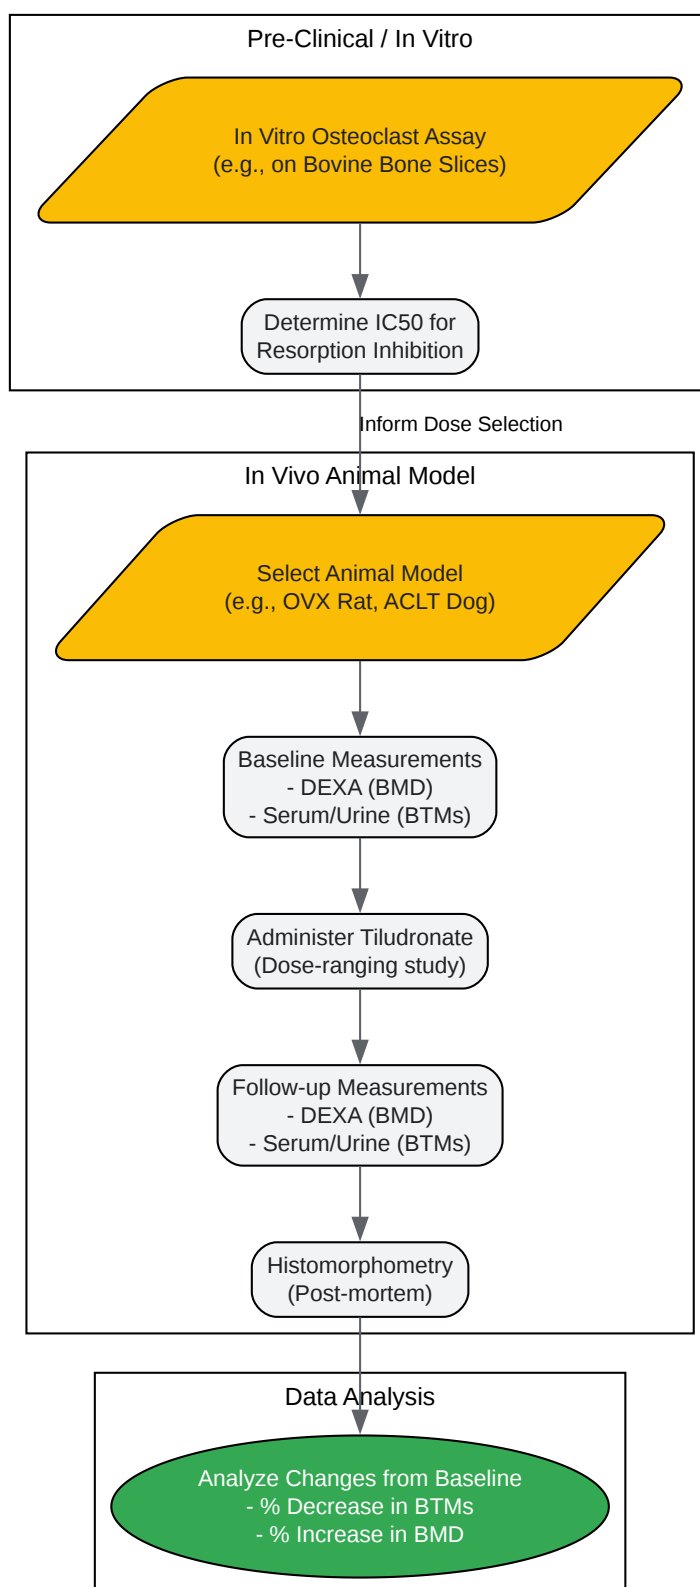 Pre-Clinical / In Vitro
In Vitro Osteoclast Assay
(e.g., on Bovine Bone Slices)
Determine IC50 for
Resorption Inhibition
Inform Dose Selection
In Vivo Animal Model
Select Animal Model
(e.g., OVX Rat, ACLT Dog)
Baseline Measurements
- DEXA (BMD)
- Serum/Urine (BTMs)
Administer Tiludronate
(Dose-ranging study)
Follow-up Measurements
- DEXA (BMD)
- Serum/Urine (BTMs)
Histomorphometry
(Post-mortem)
Data Analysis
Analyze Changes from Baseline
- % Decrease in BTMs
- % Increase in BMD